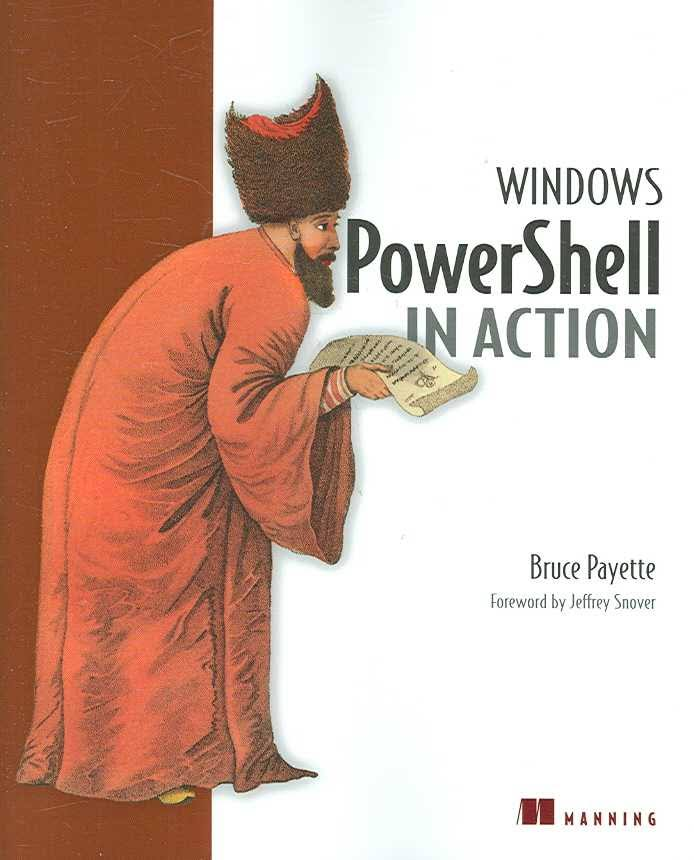 WINDOWS
PowerShell
IN ACTION
Bruce Payette
Foreword by Jeffrey Snover
MANNING